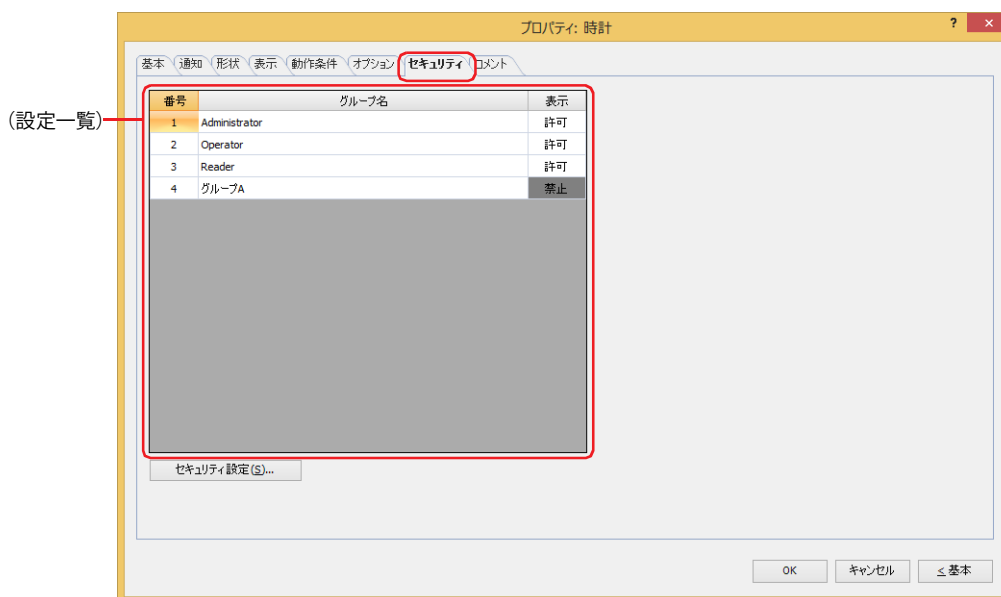 プロパティ: 時計
? ×
基本 通知 形状 表示 動作条件 オプション セキュリティ コメント
(設定一覧)
番号 グループ名 表示
1 Administrator 許可
2 Operator 許可
3 Reader 許可
4 グループA 禁止
セキュリティ設定(S)...
OK キャンセル <基本